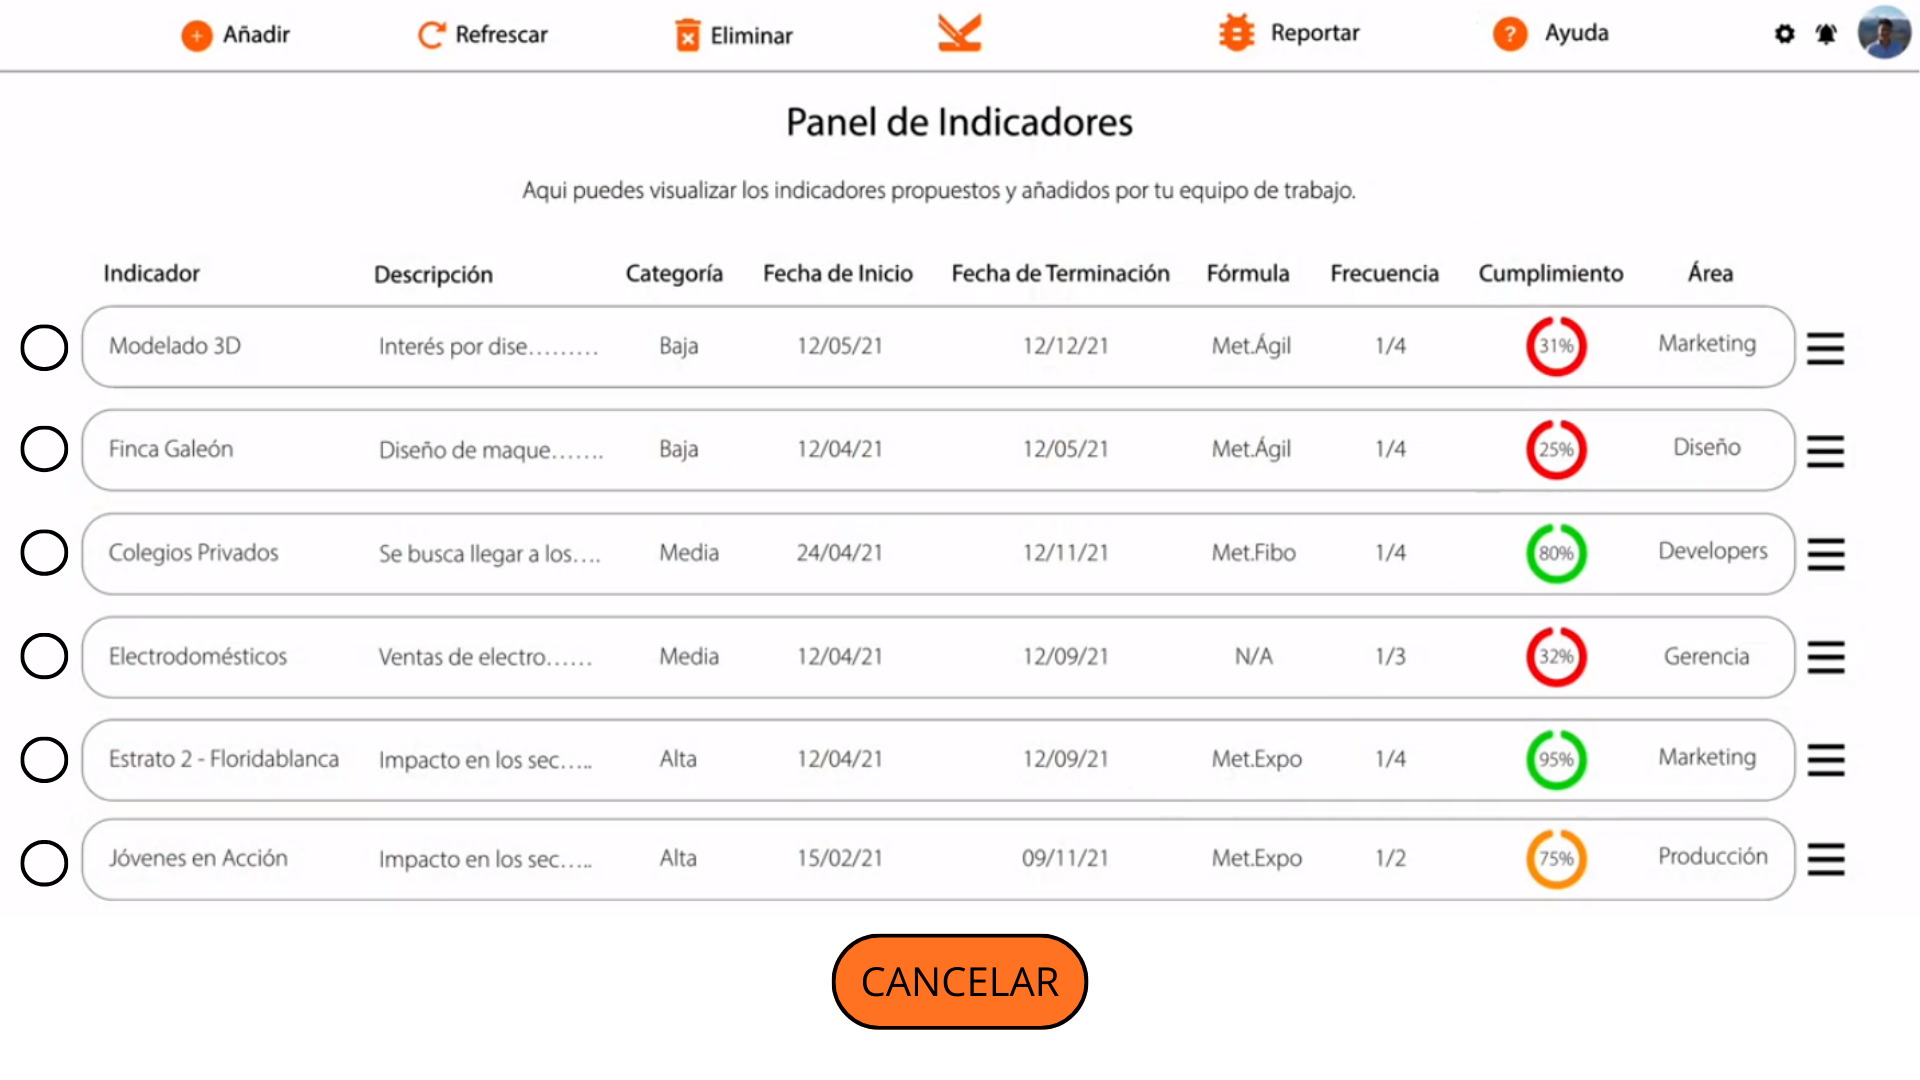 Añadir Refrescar Eliminar Reportar ? Ayuda
Panel de Indicadores
Aqui puedes visualizar los indicadores propuestos y añadidos por tu equipo de trabajo.
Indicador Descripción Categoría Fecha de Inicio Fecha de Terminación Fórmula Frecuencia Cumplimiento Área
Modelado 3D Interés por dise......... Baja 12/05/21 12/12/21 Met.Ágil 1/4 31% Marketing
Finca Galeón Diseño de maque....... Baja 12/04/21 12/05/21 Met.Ágil 1/4 25% Diseño
Colegios Privados Se busca llegar a los.... Media 24/04/21 12/11/21 Met.Fibo 1/4 80% Developers
Electrodomésticos Ventas de electro...... Media 12/04/21 12/09/21 N/A 1/3 32% Gerencia
Estrato 2 - Floridablanca Impacto en los sec..... Alta 12/04/21 12/09/21 Met.Expo 1/4 95% Marketing
Jóvenes en Acción Impacto en los sec..... Alta 15/02/21 09/11/21 Met.Expo 1/2 75% Producción
CANCELAR